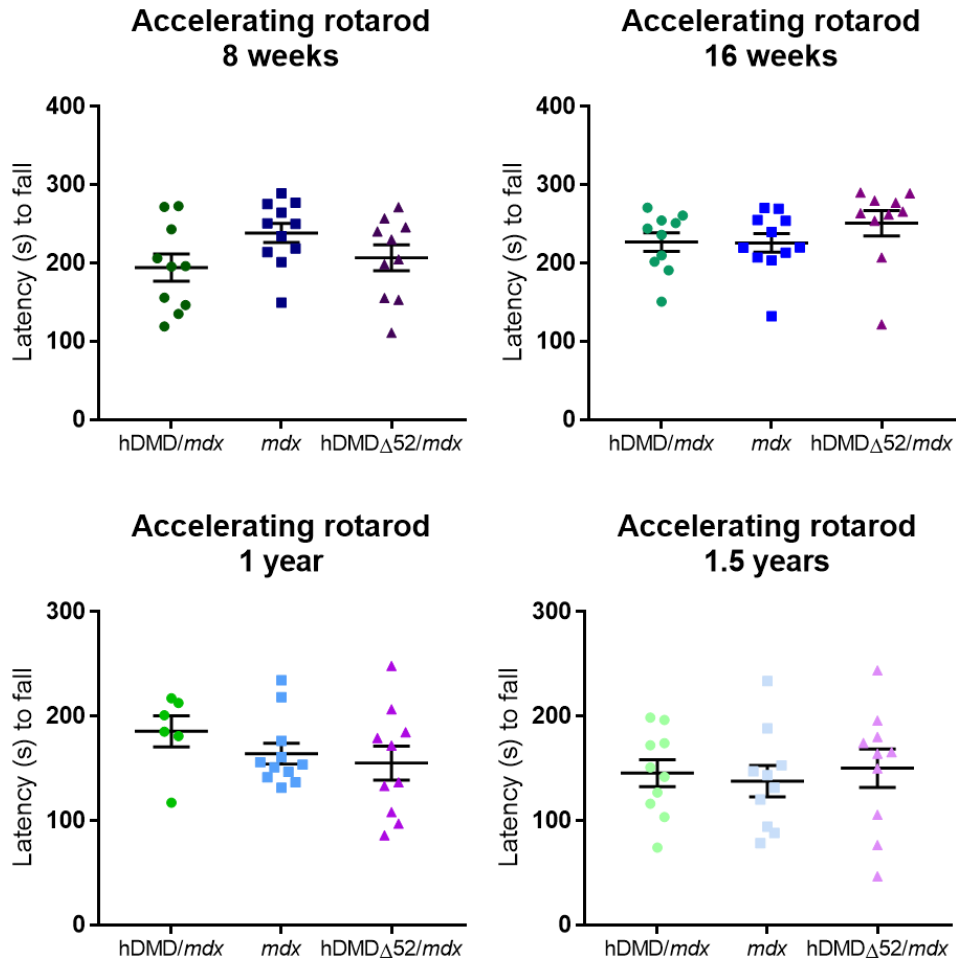 Accelerating rotarod
8 weeks
Latency (s) to fall
400
300
200
100
0
hDMD/mdx mdx hDMDΔ52/mdx
Accelerating rotarod
16 weeks
Latency (s) to fall
400
300
200
100
0
hDMD/mdx mdx hDMDΔ52/mdx
Accelerating rotarod
1 year
Latency (s) to fall
300
200
100
0
hDMD/mdx mdx hDMDΔ52/mdx
Accelerating rotarod
1.5 years
Latency (s) to fall
300
200
100
0
hDMD/mdx mdx hDMDΔ52/mdx